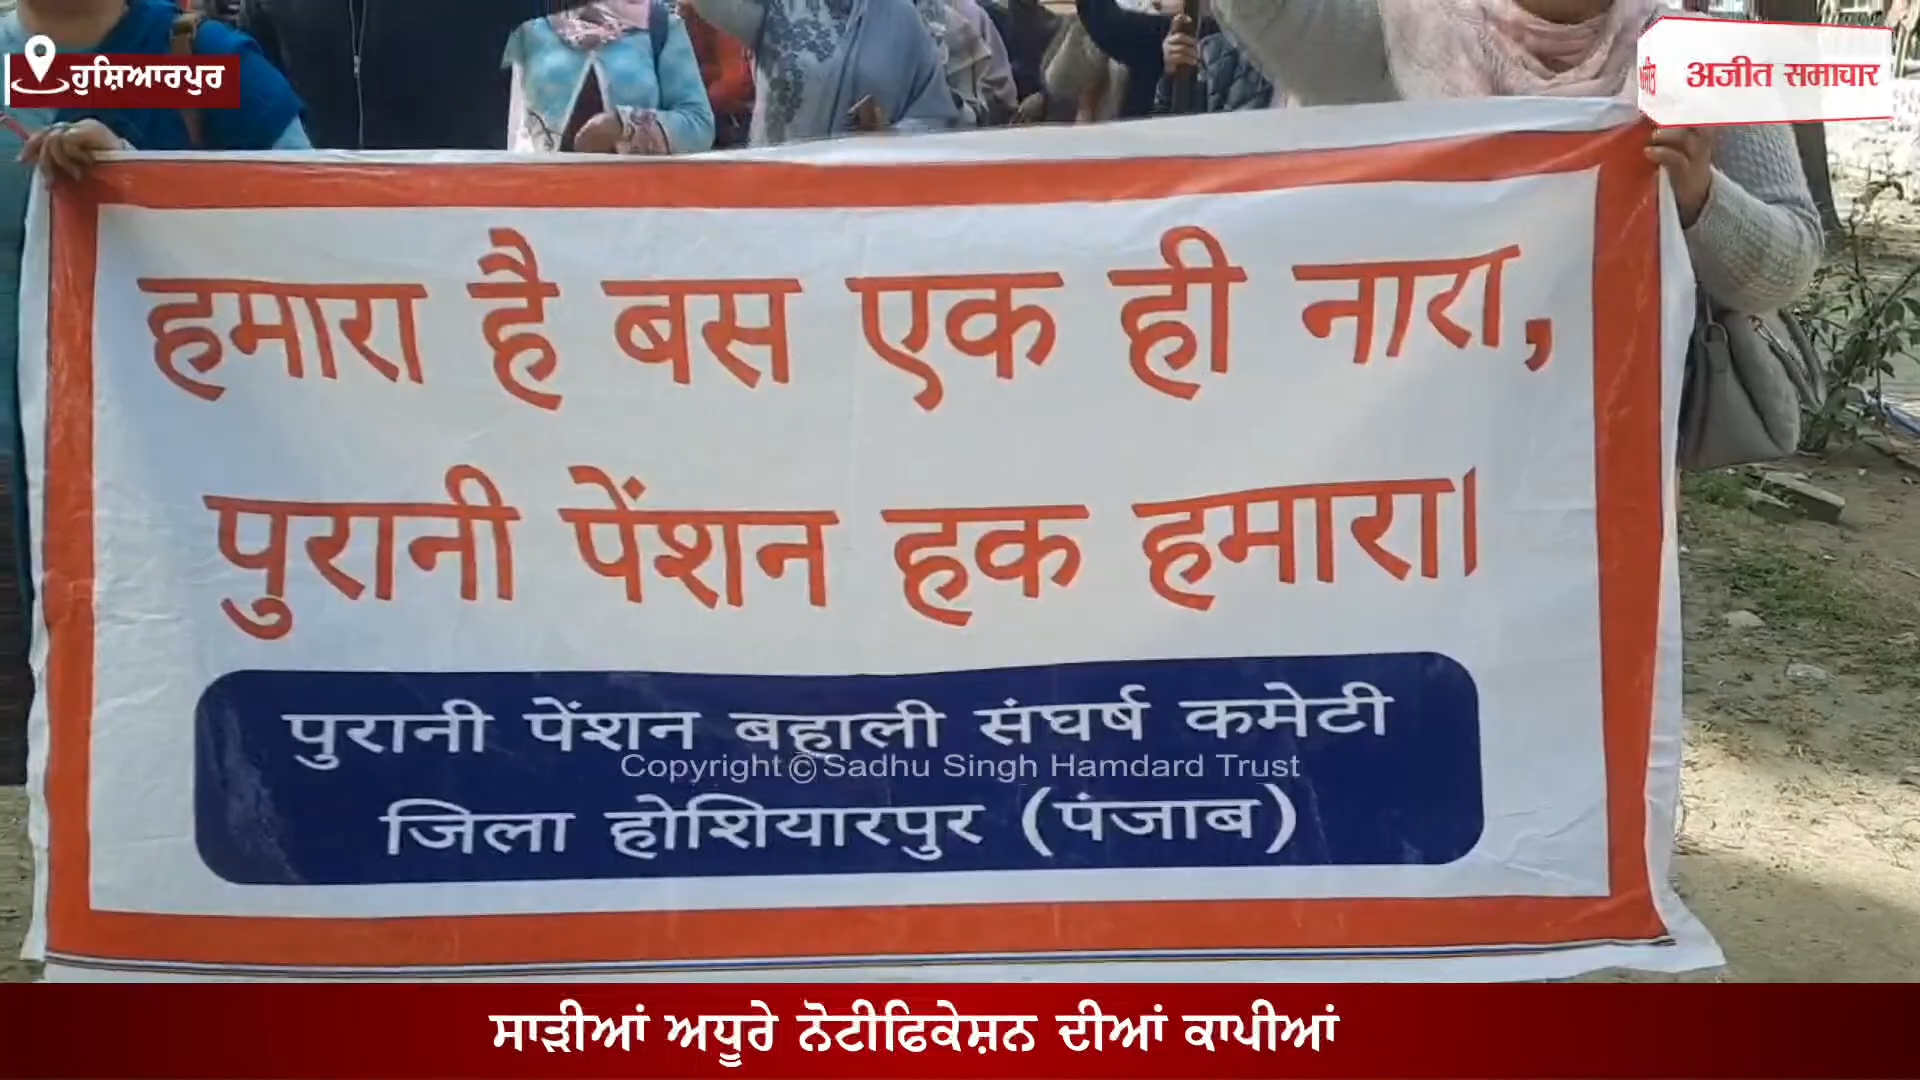 ਹੁਸ਼ਿਆਰਪੁਰ
अजीत समाचार
हमारा है बस एक ही नारा,
पुरानी पेंशन हक हमारा।
पुरानी पेंशन बहाली संघर्ष कमेटी
Copyright © Sadhu Singh Hamdard Trust
जिला होशियारपुर (पंजाब)
ਸਾੜੀਆਂ ਅਧੂਰੇ ਨੋਟੀਫਿਕੇਸ਼ਨ ਦੀਆਂ ਕਾਪੀਆਂ